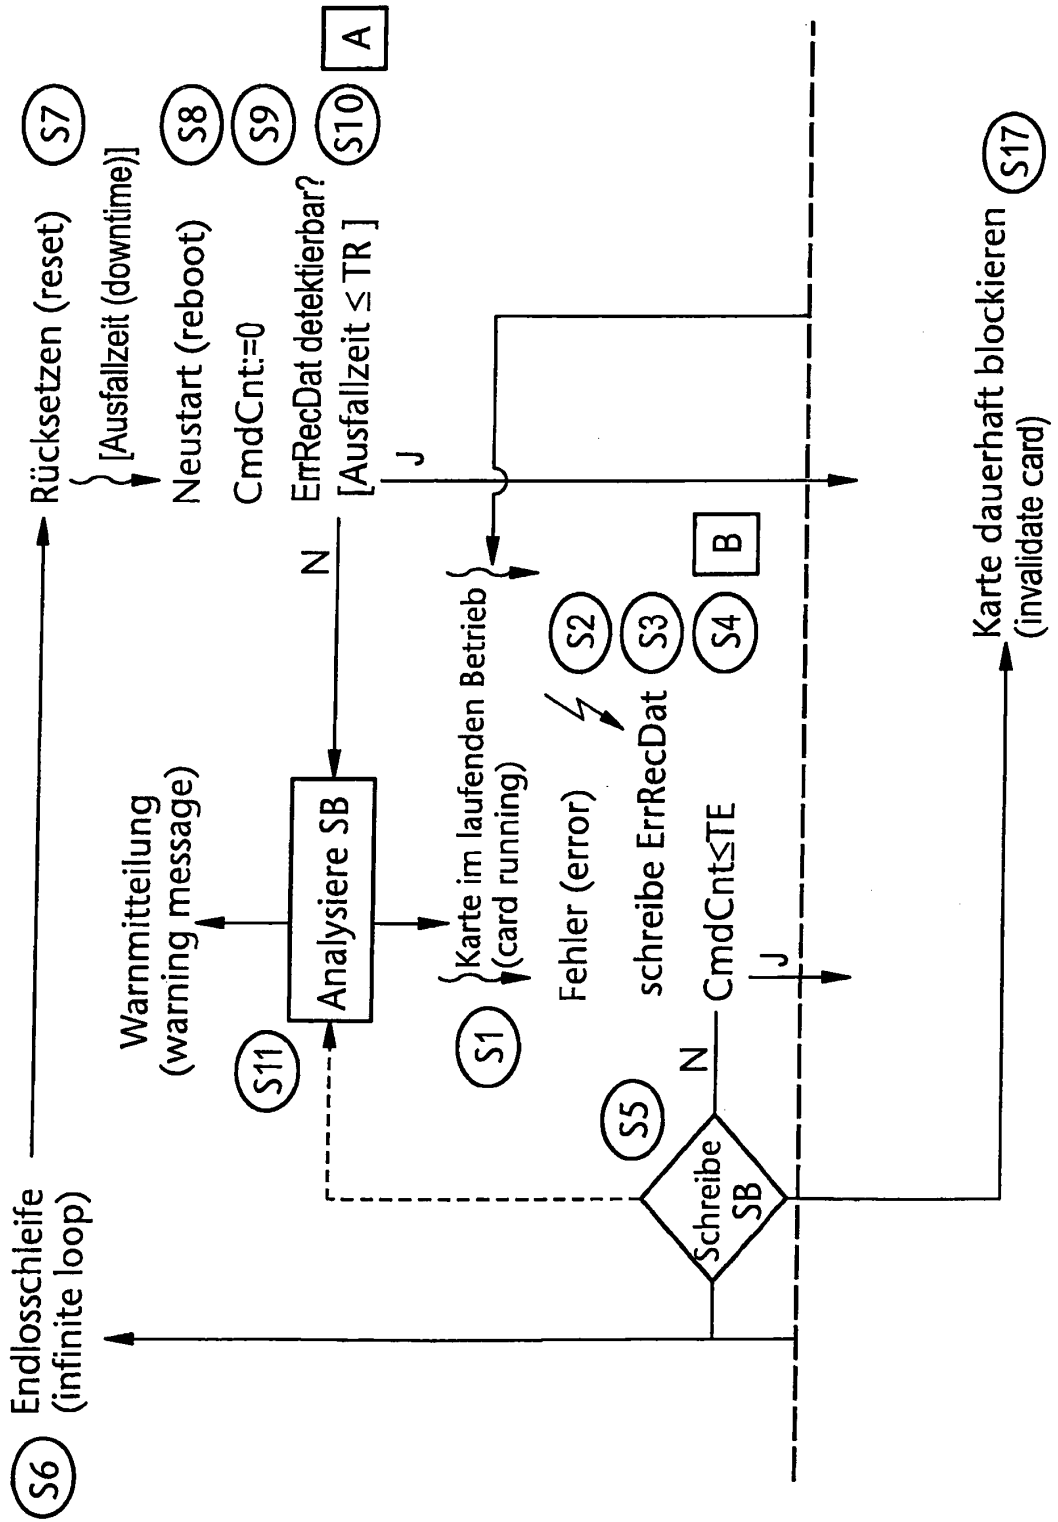 S6
Endlosschleife
(infinite loop)
Rücksetzen (reset)
S7
[Ausfallzeit (downtime)]
Neustart (reboot)
S8
CmdCnt:=0
S9
ErrRecDat detektierbar?
[Ausfallzeit ≤ TR ]
S10
A
N
J
Warnmitteilung
(warning message)
S11
Analysiere SB
S1
Karte im laufenden Betrieb
(card running)
Fehler (error)
S2
schreibe ErrRecDat
S3
CmdCnt≤TE
S4
B
N
J
S5
Schreibe
SB
Karte dauerhaft blockieren
(invalidate card)
S17